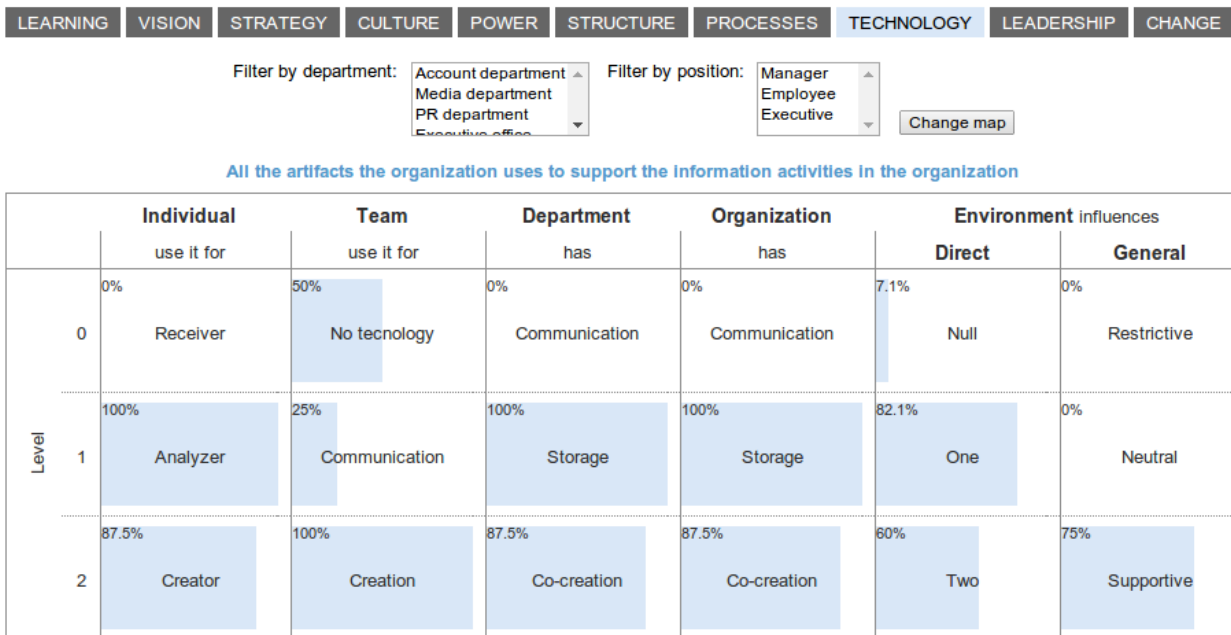 LEARNING VISION STRATEGY CULTURE POWER STRUCTURE PROCESSES TECHNOLOGY LEADERSHIP CHANGE
Filter by department: Account department Filter by position: Manager
Media department Employee
PR department Executive
Executive office Change map
All the artifacts the organization uses to support the information activities in the organization
Individual Team Department Organization Environment influences
use it for use it for has has Direct General
0% 50% 0% 0% 7.1% 0%
0 Receiver No tecnology Communication Communication Null Restrictive
100% 25% 100% 100% 82.1% 0%
Level 1 Analyzer Communication Storage Storage One Neutral
87.5% 100% 87.5% 87.5% 60% 75%
2 Creator Creation Co-creation Co-creation Two Supportive